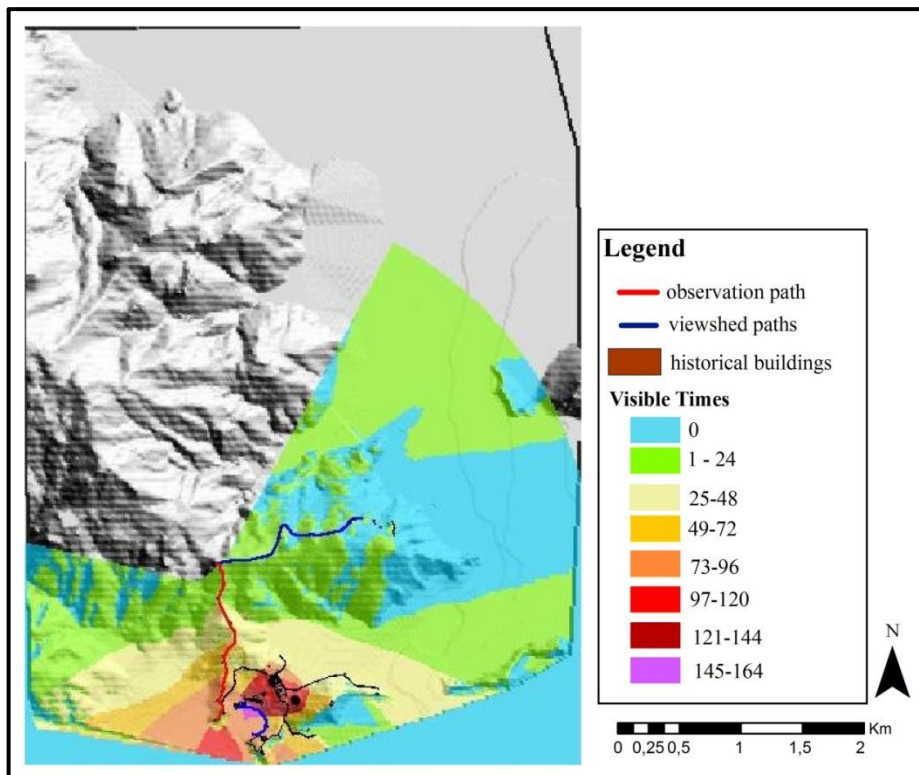 Legend
observation path
viewshed paths
historical buildings
Visible Times
0
1 - 24
25-48
49-72
73-96
97-120
121-144
145-164
N
Km
0 0,25 0,5 1 1,5 2